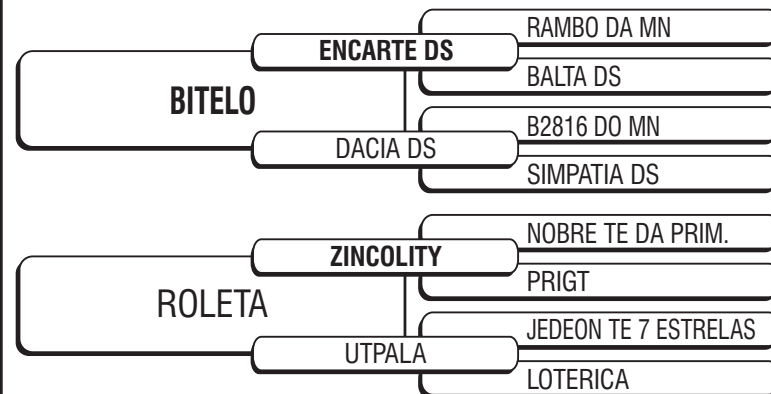 RAMBO DA MN
ENCARTE DS
BALTA DS
BITELO
B2816 DO MN
DACIA DS
SIMPATIA DS
NOBRE TE DA PRIM.
ZINCOLITY
PRIGT
ROLETA
JEDEON TE 7 ESTRELAS
UTPALA
LOTERICA